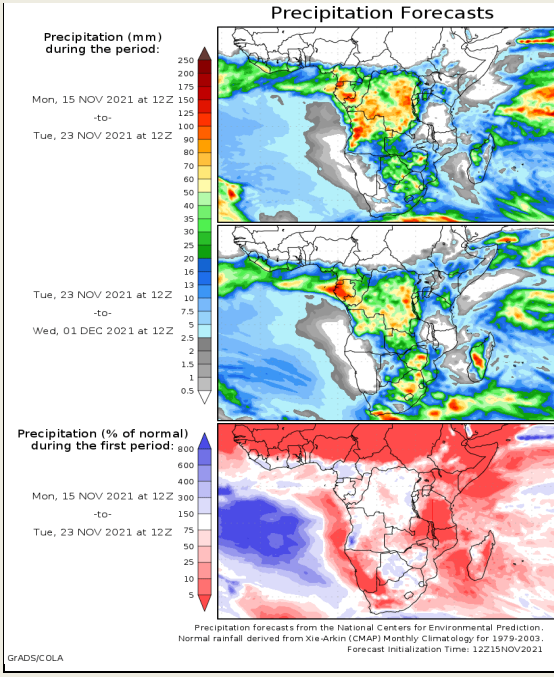 Precipitation Forecasts
Precipitation (mm)
during the period:
Mon, 15 NOV 2021 at 12Z
-to-
Tue, 23 NOV 2021 at 12Z
250
200
175
150
125
100
90
80
70
60
50
40
35
30
25
20
16
13
10
7.5
5
2.5
2
1.5
1
0.5
Tue, 23 NOV 2021 at 12Z
-to-
Wed, 01 DEC 2021 at 12Z
Precipitation (% of normal)
during the first period:
Mon, 15 NOV 2021 at 12Z
-to-
Tue, 23 NOV 2021 at 12Z
800
600
400
300
150
75
50
25
10
5
Precipitation forecasts from the National Centers for Environmental Prediction.
Normal rainfall derived from Xie-Arkin (CMAP) Monthly Climatology for 1979-2003.
Forecast Initialization Time: 12Z15NOV2021
GrADS/COLA